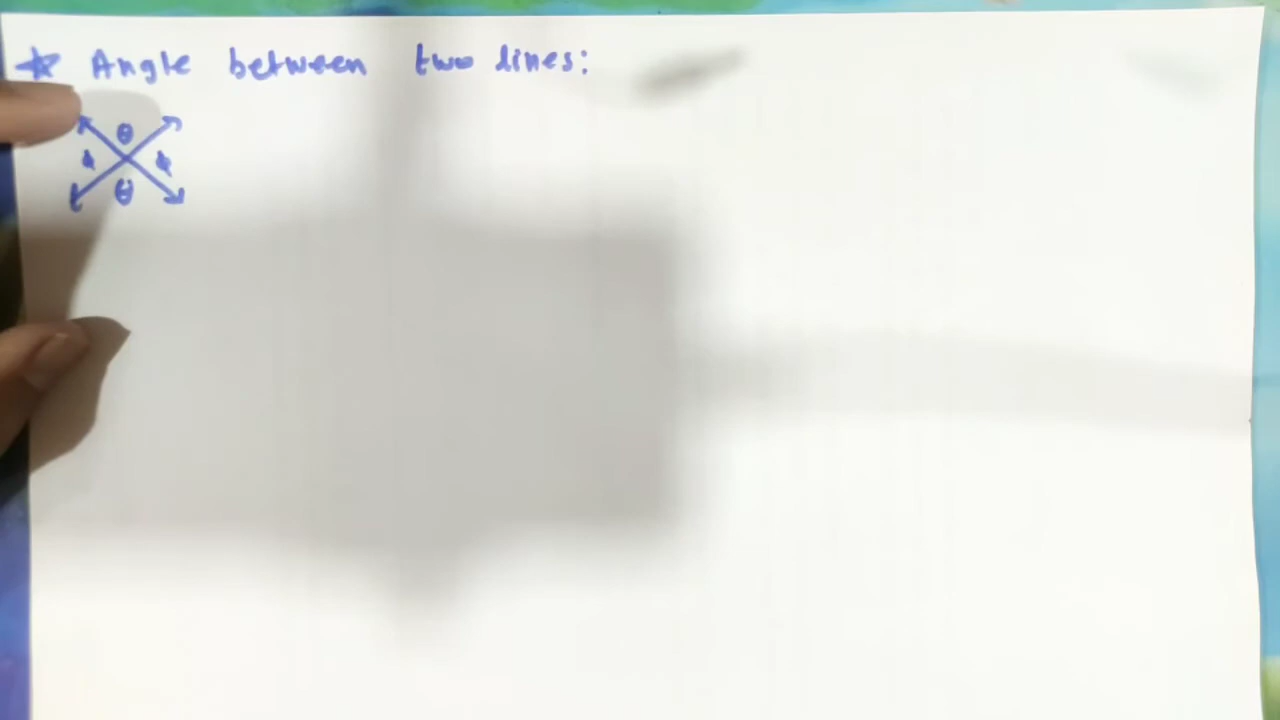 ★ Angle between two lines:
θ
ϕ ϕ
θ